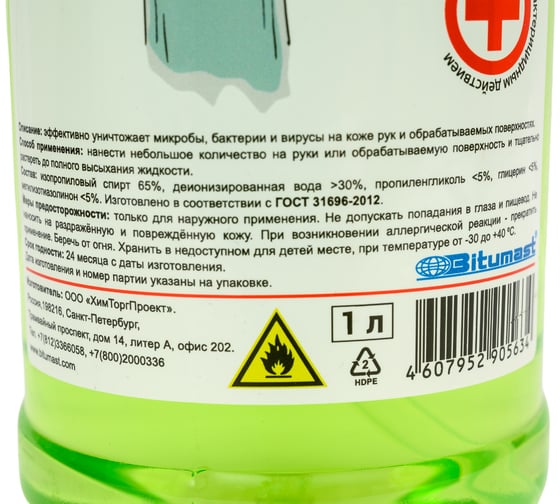 бактерицидным действием
Описание: эффективно уничтожает микробы, бактерии и вирусы на коже рук и обрабатываемых поверхностях.
Способ применения: нанести небольшое количество на руки или обрабатываемую поверхность и тщательно
растереть до полного высыхания жидкости.
Состав: изопропиловый спирт 65%, деионизированная вода >30%, пропиленгликоль <5%, глицерин <5%,
метилизотиазолинон <5%. Изготовлено в соответствии с ГОСТ 31696-2012.
Меры предосторожности: только для наружного применения. Не допускать попадания в глаза и пищевод. Не
наносить на раздражённую и повреждённую кожу. При возникновении аллергической реакции - прекратить
применение. Беречь от огня. Хранить в недоступном для детей месте, при температуре от -30 до +40 °С.
Срок годности: 24 месяца с даты изготовления.
Дата изготовления и номер партии указаны на упаковке.
Bitumast
Изготовитель: ООО «ХимТоргПроект».
Россия, 198216, Санкт-Петербург,
Трамвайный проспект, дом 14, литер А, офис 202.
Тел. +7(812)3366058, +7(800)2000336
www.bitumast.com
1 л
2
HDPE
4 607952 905634